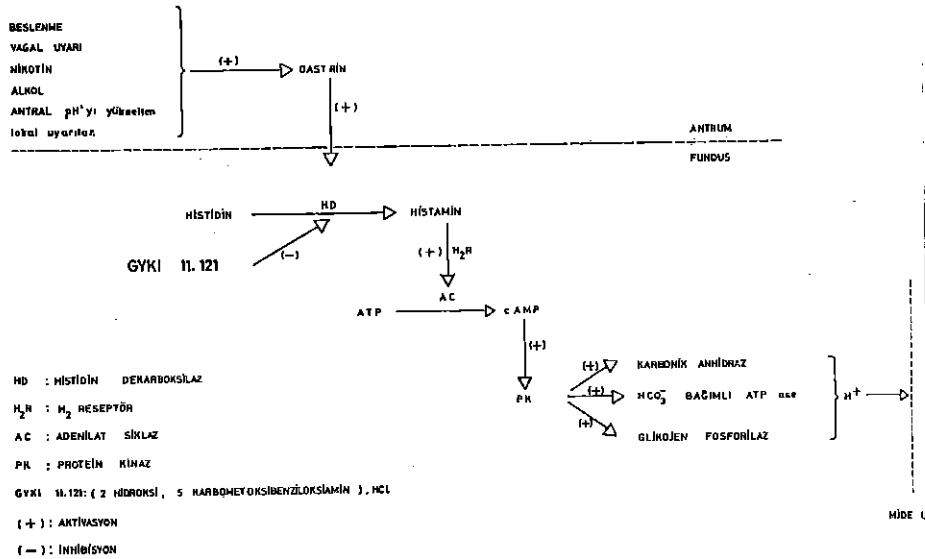 BESLENME
VAGAL UYARI
NİKOTİN
ALKOL
ANTRAL pH'yı yükselten
lokal uyarılar
(+)
GASTRİN
(+)
ANTRUM
FUNDUS
HİSTİDİN
HD
HİSTAMİN
GYKI 11.121
(−)
(+) H₂R
AC
ATP
cAMP
(+)
PK
(+) KARBONİK ANHİDRAZ
(+) HCO₃⁻ BAĞIMLI ATP ase
(+) GLİKOJEN FOSFORİLAZ
H⁺
HD : HİSTİDİN DEKARBOKSİLAZ
H₂R : H₂ RESEPTÖR
AC : ADENİLAT SİKLAZ
PK : PROTEİN KİNAZ
GYKI 11.121: ( 2 HİDROKSİ, 5 KARBOMETOKSİBENZİLOKSİAMİN ), HCL
(+) : AKTİVASYON
(−) : İNHİBİSYON
MİDE